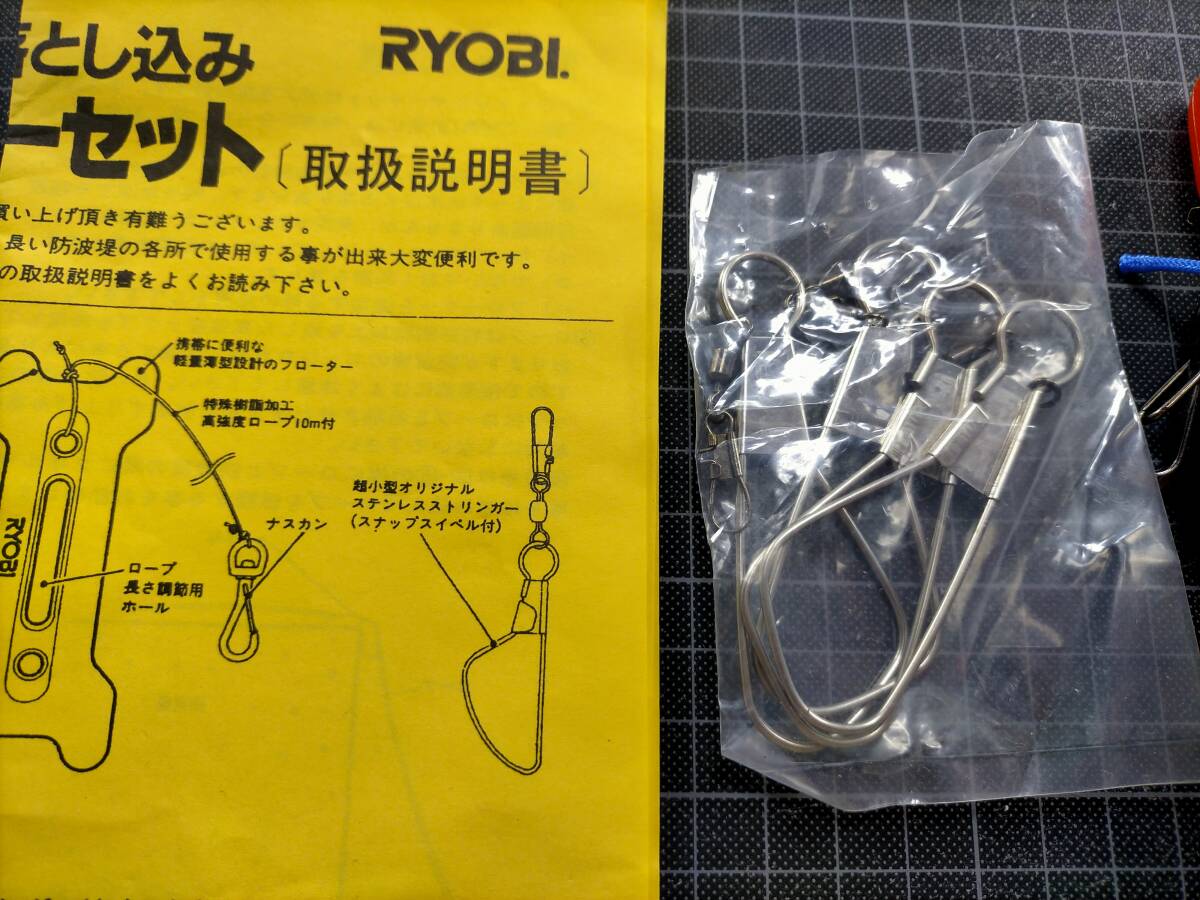 落とし込み
RYOBI.
ーセット〔取扱説明書〕
買い上げ頂き有難うございます。
長い防波堤の各所で使用する事が出来大変便利です。
の取扱説明書をよくお読み下さい。
携帯に便利な
軽量薄型設計のフローター
特殊樹脂加工
高強度ロープ10m付
ナスカン
超小型オリジナル
ステンレスストリンガー
(スナップスイベル付)
RYOBI
ロープ
長さ調節用
ホール